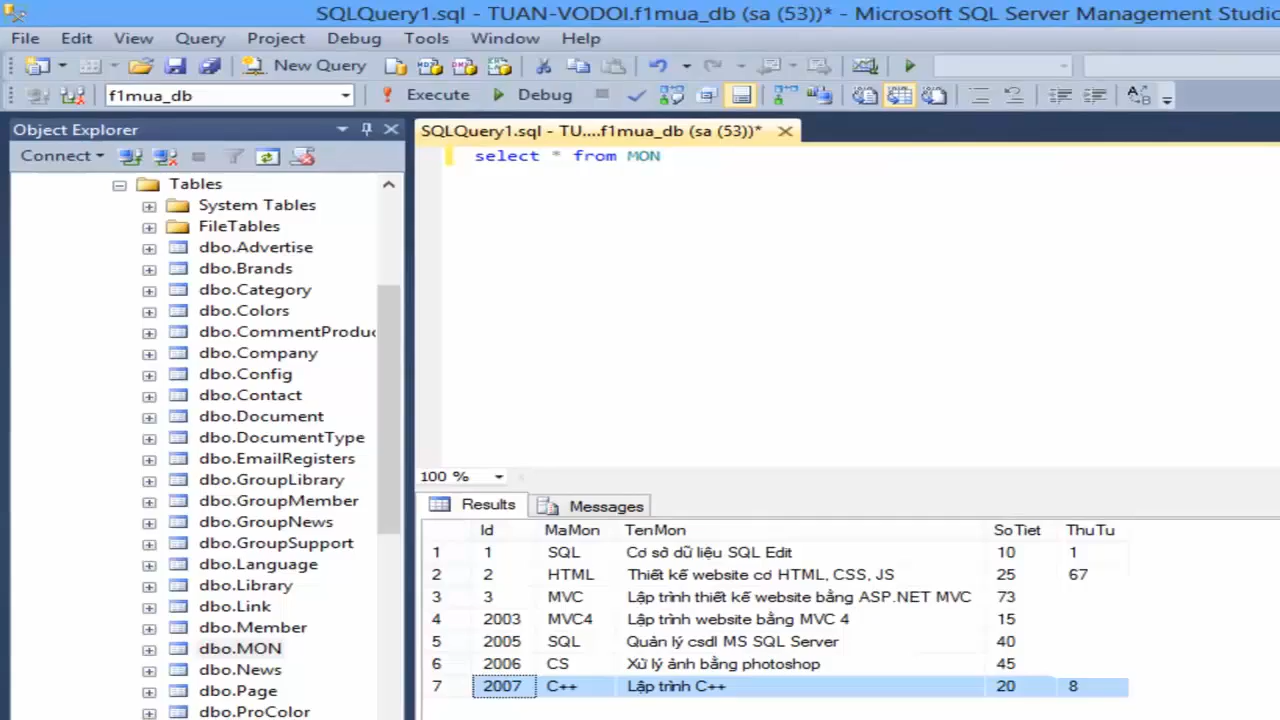 SQLQuery1.sql - TUAN-VODOI.f1mua_db (sa (53))* - Microsoft SQL Server Management Studio
File Edit View Query Project Debug Tools Window Help
New Query
f1mua_db Execute Debug
Object Explorer
SQLQuery1.sql - TU....f1mua_db (sa (53))*
Connect
select * from MON
Tables
System Tables
FileTables
dbo.Advertise
dbo.Brands
dbo.Category
dbo.Colors
dbo.CommentProduc
dbo.Company
dbo.Config
dbo.Contact
dbo.Document
dbo.DocumentType
dbo.EmailRegisters
dbo.GroupLibrary
dbo.GroupMember
dbo.GroupNews
dbo.GroupSupport
dbo.Language
dbo.Library
dbo.Link
dbo.Member
dbo.MON
dbo.News
dbo.Page
dbo.ProColor
100 %
Results Messages
Id MaMon TenMon SoTiet ThuTu
1 1 SQL Cơ sở dữ liệu SQL Edit 10 1
2 2 HTML Thiết kế website cơ HTML, CSS, JS 25 67
3 3 MVC Lập trình thiết kế website bằng ASP.NET MVC 73
4 2003 MVC4 Lập trình website bằng MVC 4 15
5 2005 SQL Quản lý csdl MS SQL Server 40
6 2006 CS Xử lý ảnh bằng photoshop 45
7 2007 C++ Lập trình C++ 20 8